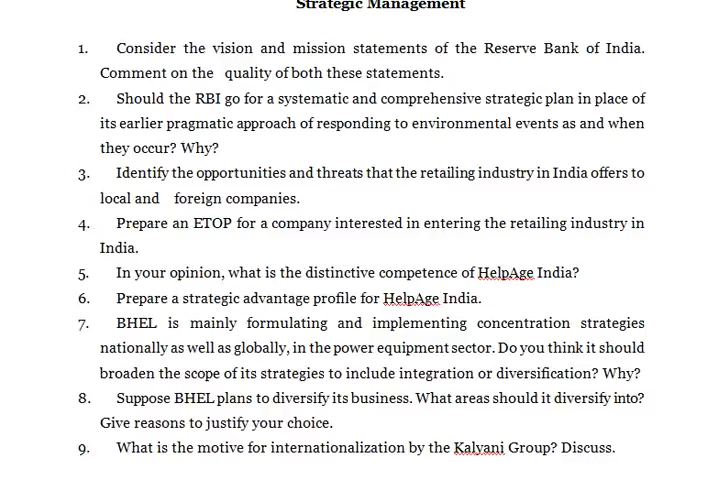 Strategic Management
1. Consider the vision and mission statements of the Reserve Bank of India.
Comment on the quality of both these statements.
2. Should the RBI go for a systematic and comprehensive strategic plan in place of
its earlier pragmatic approach of responding to environmental events as and when
they occur? Why?
3. Identify the opportunities and threats that the retailing industry in India offers to
local and foreign companies.
4. Prepare an ETOP for a company interested in entering the retailing industry in
India.
5. In your opinion, what is the distinctive competence of HelpAge India?
6. Prepare a strategic advantage profile for HelpAge India.
7. BHEL is mainly formulating and implementing concentration strategies
nationally as well as globally, in the power equipment sector. Do you think it should
broaden the scope of its strategies to include integration or diversification? Why?
8. Suppose BHEL plans to diversify its business. What areas should it diversify into?
Give reasons to justify your choice.
9. What is the motive for internationalization by the Kalyani Group? Discuss.